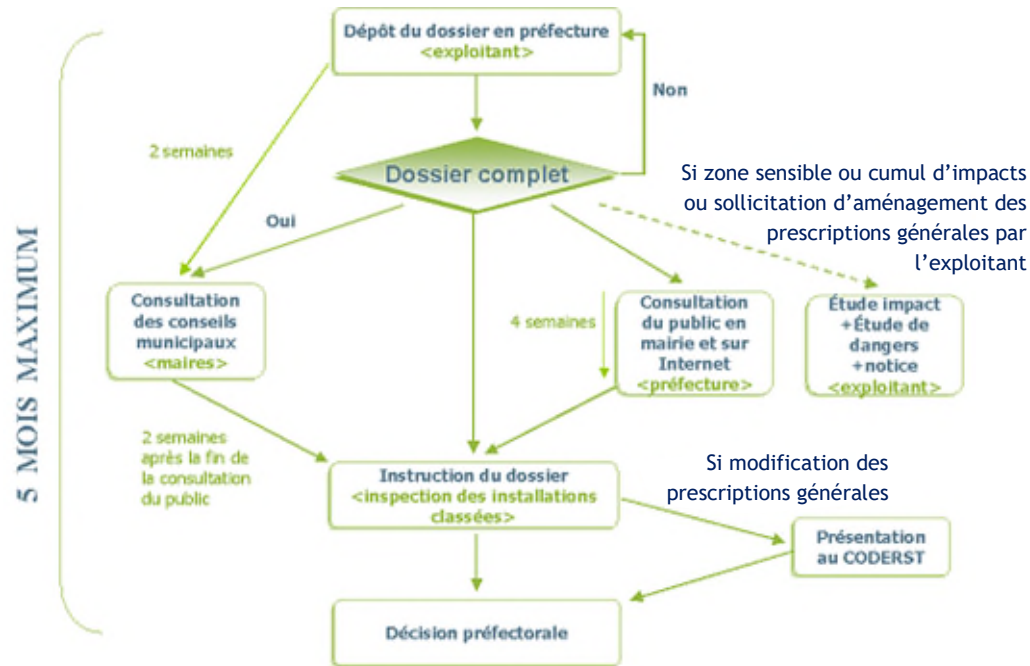 Dépôt du dossier en préfecture
<exploitant>
Non
2 semaines
Dossier complet
Si zone sensible ou cumul d’impacts
ou sollicitation d’aménagement des
prescriptions générales par
l’exploitant
Oui
Consultation
des conseils
municipaux
<maires>
4 semaines
Consultation
du public en
mairie et sur
Internet
<préfecture>
Étude impact
+Étude de
dangers
+notice
<exploitant>
5 MOIS MAXIMUM
2 semaines
après la fin de
la consultation
du public
Instruction du dossier
<inspection des installations
classées>
Si modification des
prescriptions générales
Présentation
au CODERST
Décision préfectorale